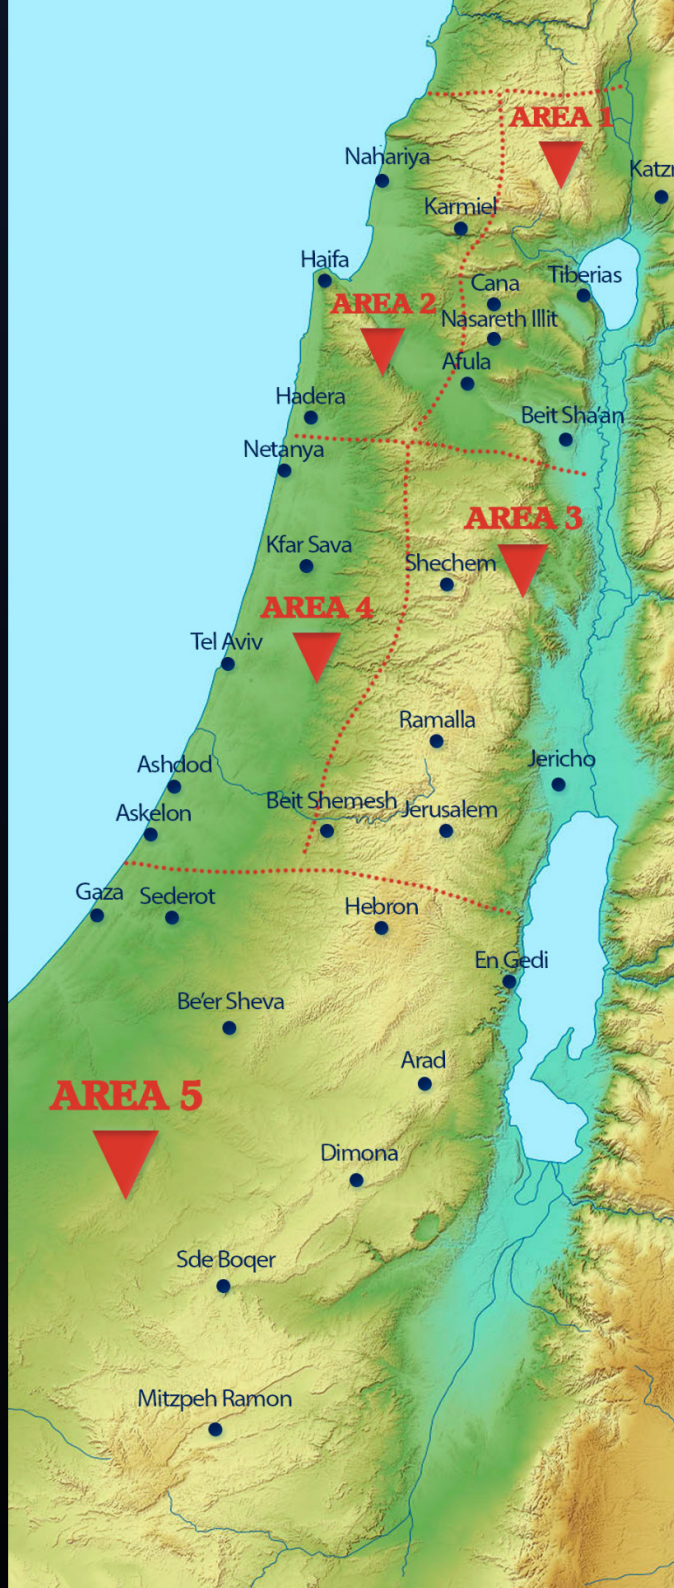 AREA 1
Nahariya
Katzr
Karmiel
Haifa
Cana
Tiberias
AREA 2
Nasareth Illit
Afula
Hadera
Beit Sha'an
Netanya
AREA 3
Kfar Sava
Shechem
AREA 4
Tel Aviv
Ramalla
Ashdod
Jericho
Beit Shemesh
Jerusalem
Askelon
Gaza
Sederot
Hebron
En Gedi
Be'er Sheva
Arad
AREA 5
Dimona
Sde Boqer
Mitzpeh Ramon